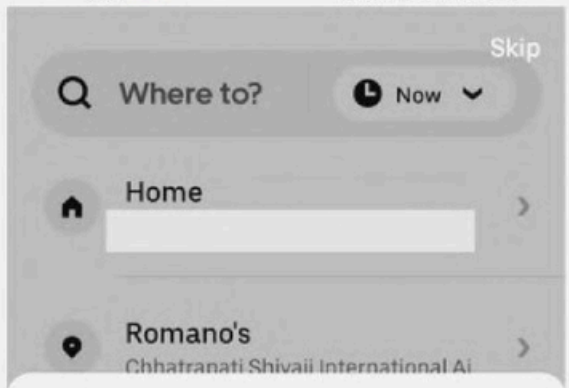 Skip
Where to?
Now
Home
Romano's
Chhatrapati Shivaji International Ai